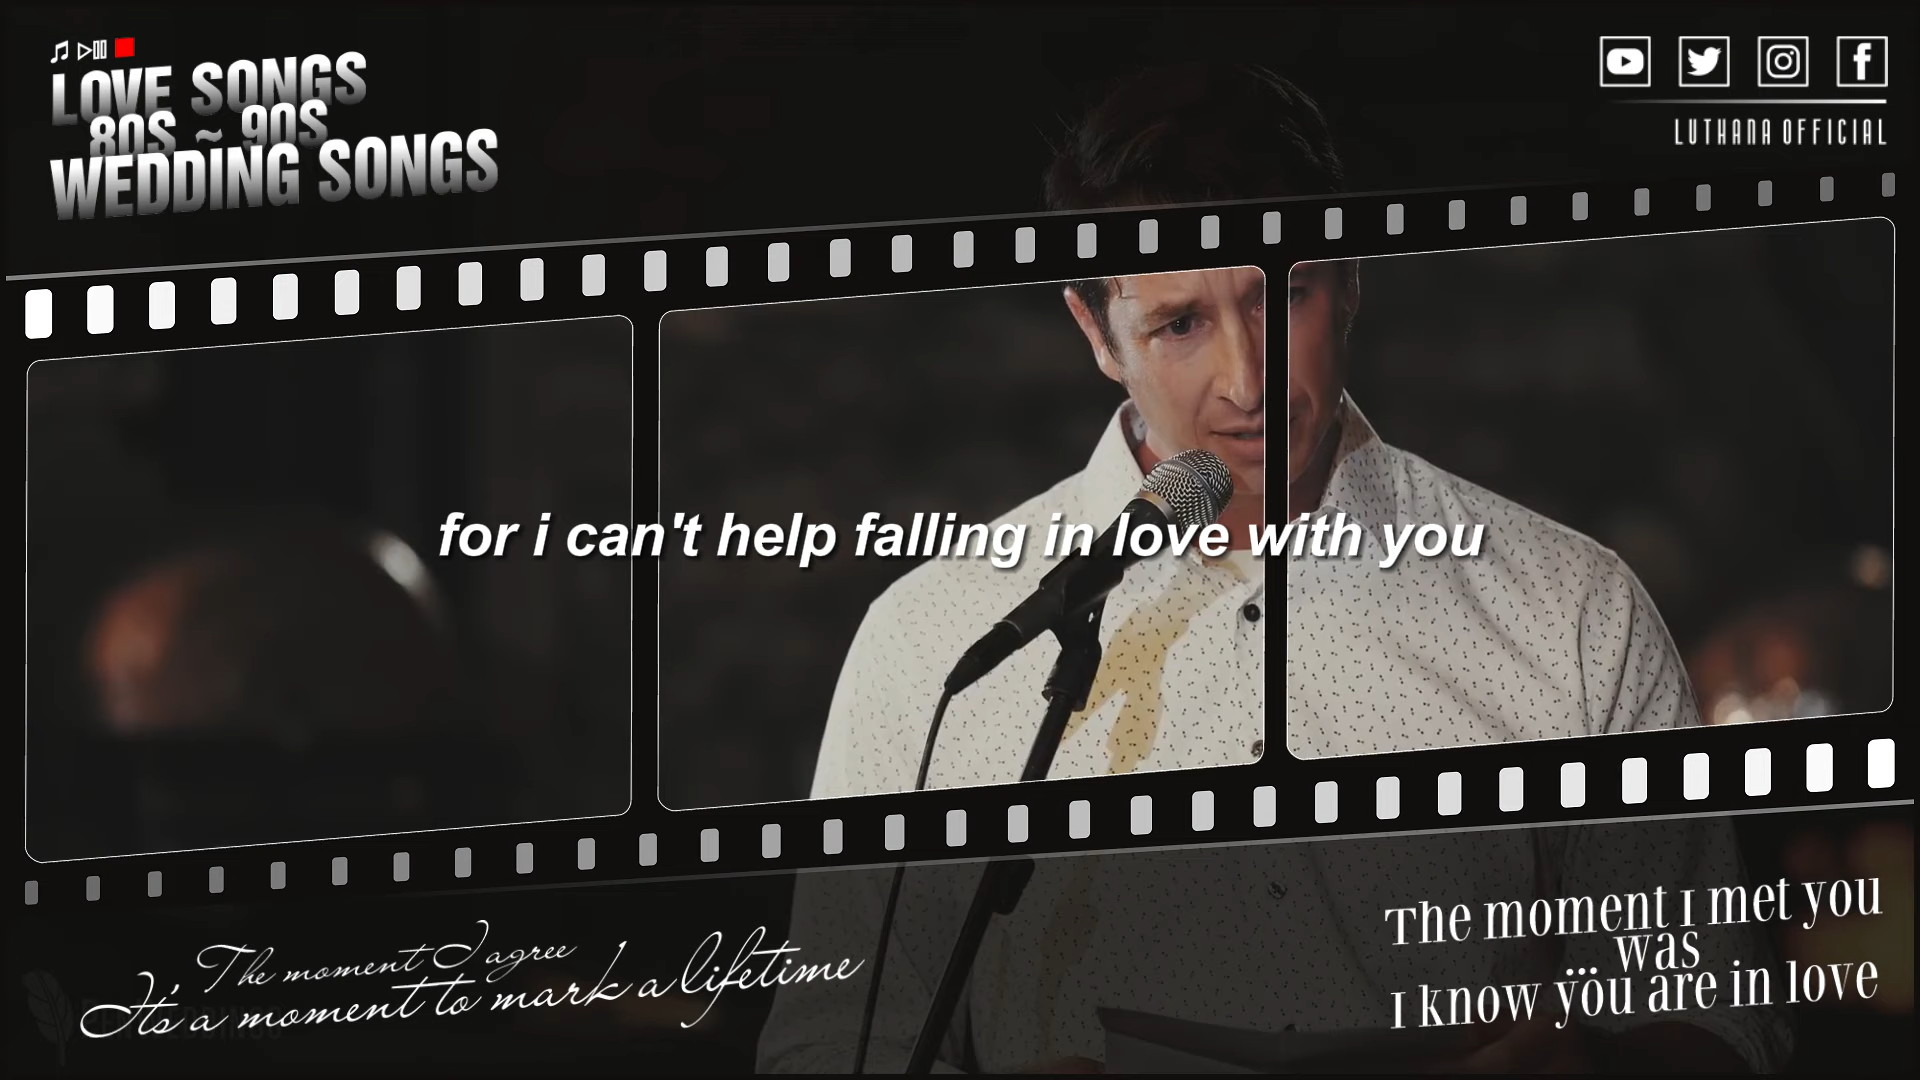 LOVE SONGS
80S ~ 90S
WEDDING SONGS
LUTHANA OFFICIAL
for i can't help falling in love with you
The moment I agree
It's a moment to mark a lifetime
The moment I met you
was
I know you are in love